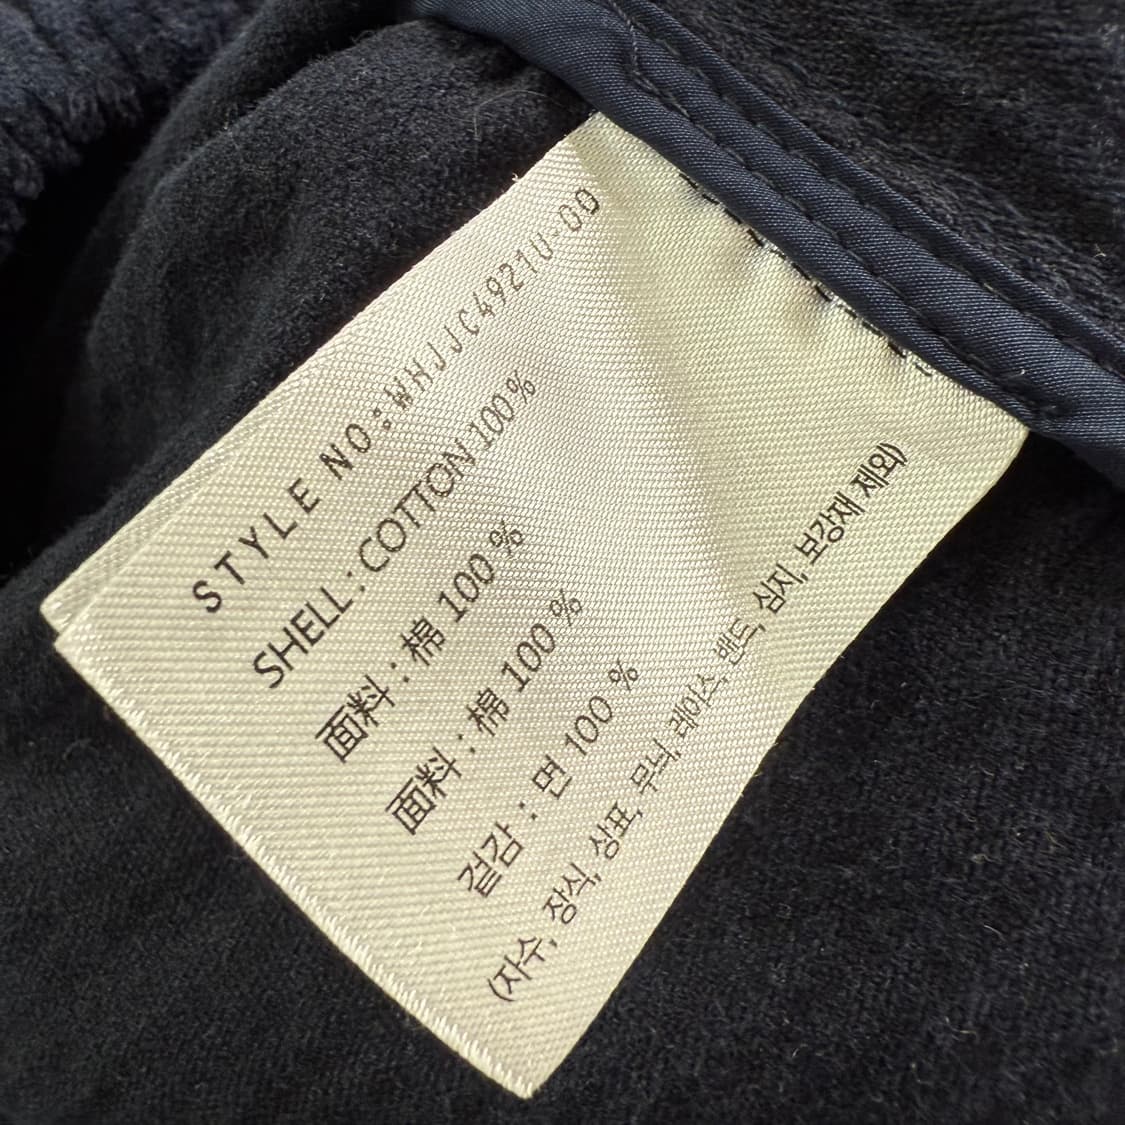 STYLE NO:WHJJC4921U-00
SHELL : COTTON 100 %
面料 : 棉 100 %
面料 : 棉 100 %
겉감 : 면 100 %
(자수, 장식, 상표, 무늬, 레이스, 밴드, 심지, 보강재 제외)